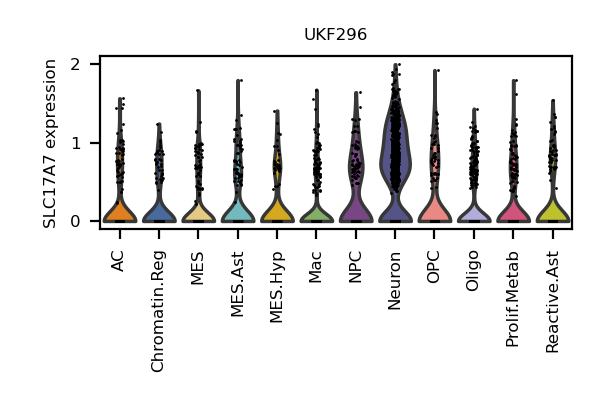 UKF296
SLC17A7 expression
2
1
0
AC
Chromatin.Reg
MES
MES.Ast
MES.Hyp
Mac
NPC
Neuron
OPC
Oligo
Prolif.Metab
Reactive.Ast